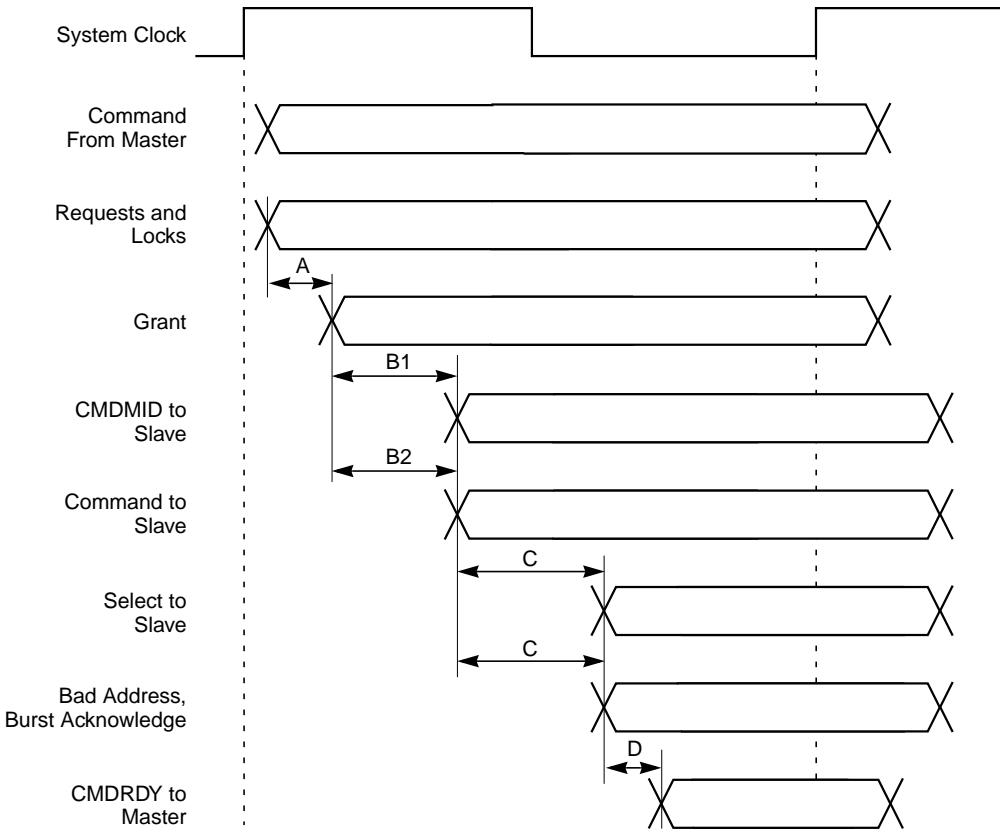 System Clock
Command
From Master
Requests and
Locks
A
Grant
B1
CMDMID to
Slave
B2
Command to
Slave
C
Select to
Slave
C
Bad Address,
Burst Acknowledge
D
CMDRDY to
Master